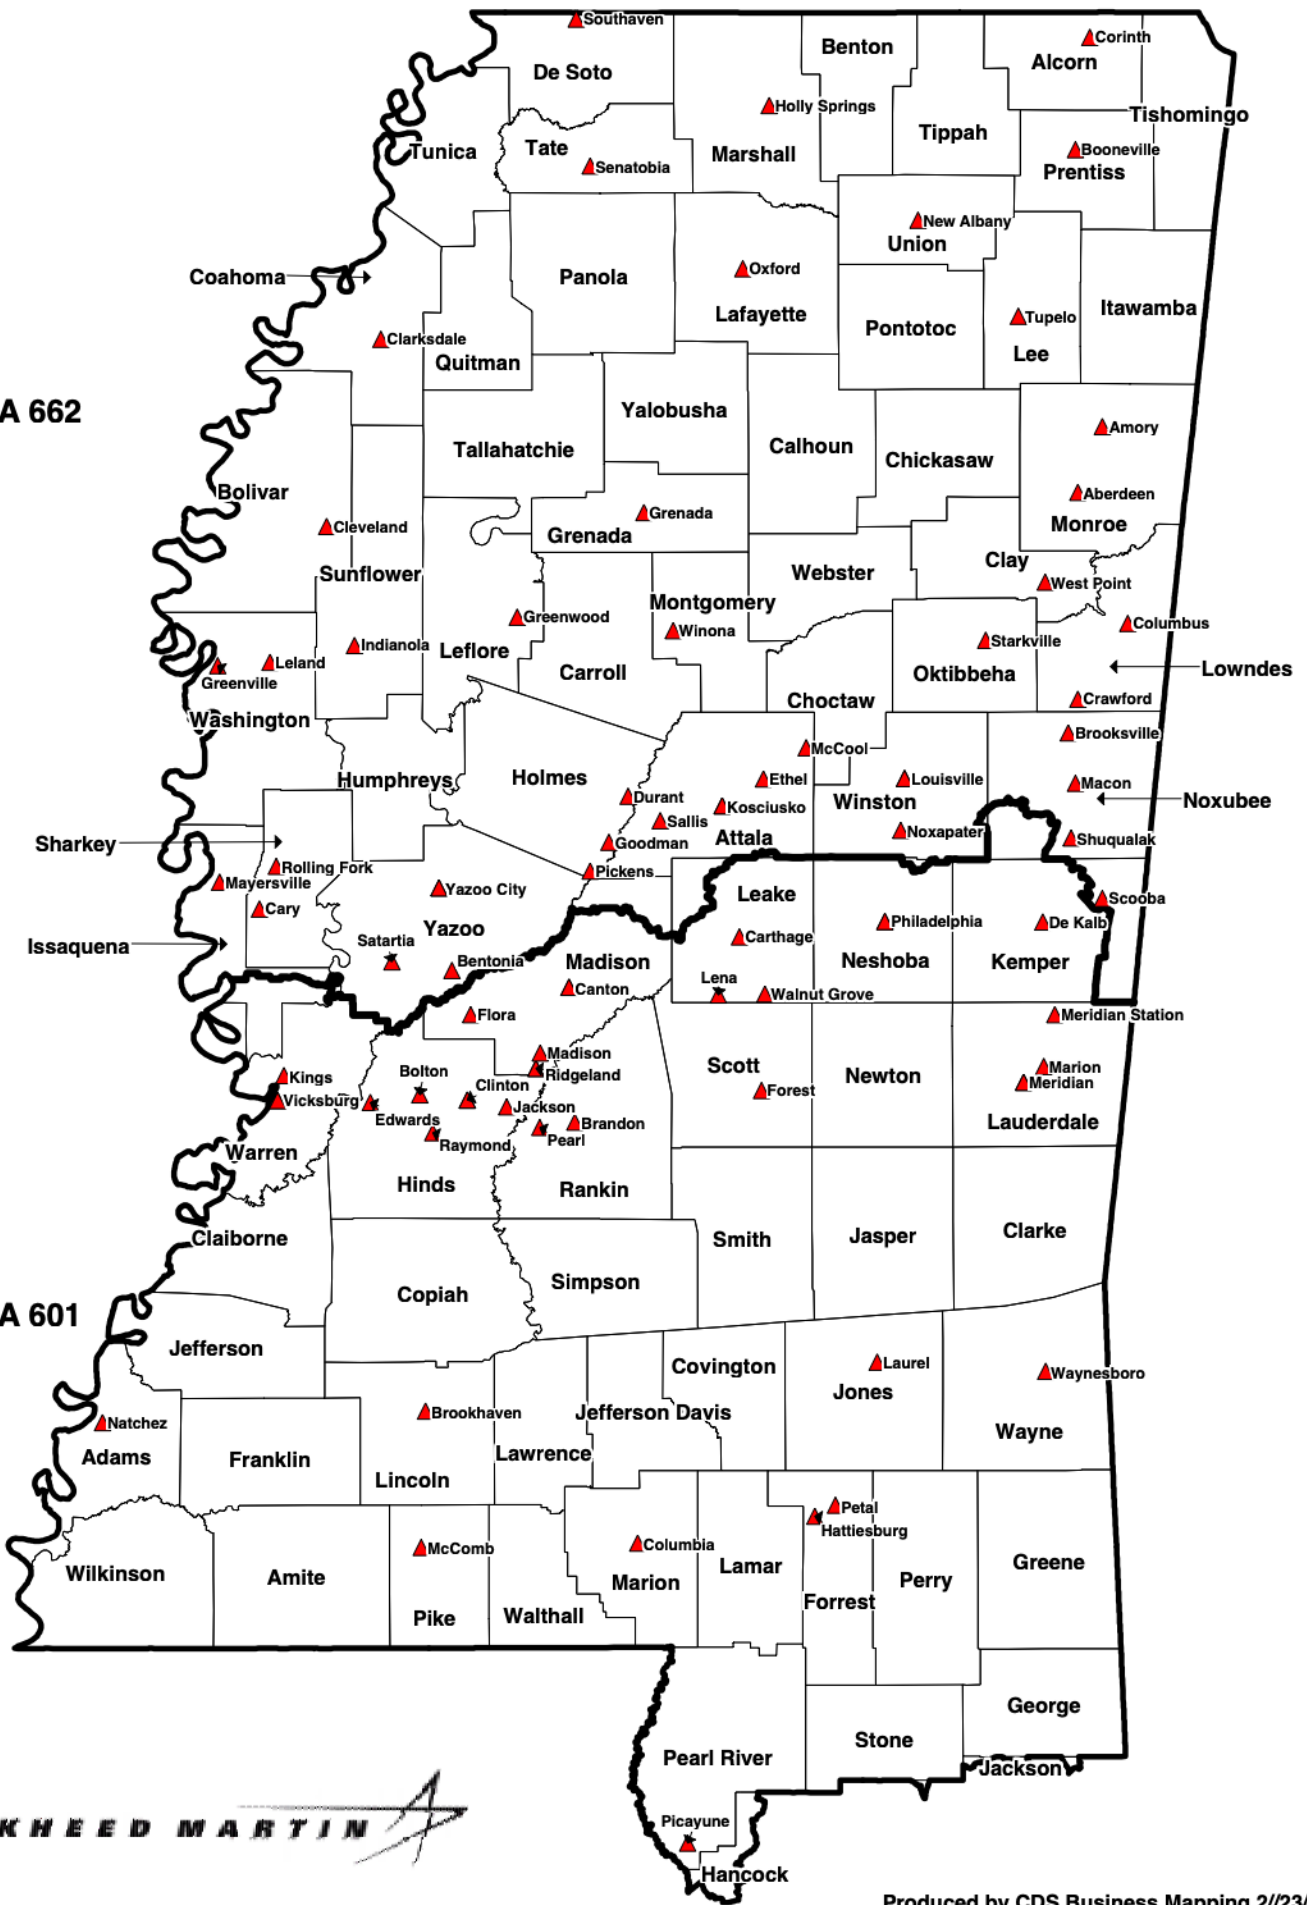 Southaven
Corinth
Benton
Alcorn
De Soto
Holly Springs
Tishomingo
Tippah
Tunica
Tate
Marshall
Booneville
Senatobia
Prentiss
New Albany
Union
Coahoma
Panola
Oxford
Itawamba
Lafayette
Pontotoc
Tupelo
Clarksdale
Quitman
Lee
A 662
Yalobusha
Amory
Tallahatchie
Calhoun
Chickasaw
Bolivar
Aberdeen
Cleveland
Grenada
Monroe
Grenada
Clay
Sunflower
Webster
West Point
Montgomery
Greenwood
Columbus
Winona
Indianola
Leflore
Starkville
Leland
Carroll
Oktibbeha
Lowndes
Greenville
Choctaw
Crawford
Washington
Brooksville
McCool
Humphreys
Holmes
Ethel
Louisville
Macon
Durant
Kosciusko
Winston
Noxubee
Sallis
Noxapater
Sharkey
Goodman
Attala
Shuqualak
Rolling Fork
Pickens
Mayersville
Yazoo City
Leake
Scooba
Cary
Philadelphia
De Kalb
Yazoo
Satartia
Carthage
Issaquena
Bentonia
Madison
Neshoba
Kemper
Lena
Canton
Walnut Grove
Flora
Meridian Station
Madison
Scott
Bolton
Ridgeland
Newton
Marion
Kings
Clinton
Forest
Meridian
Vicksburg
Jackson
Edwards
Brandon
Lauderdale
Raymond
Pearl
Warren
Hinds
Rankin
Claiborne
Smith
Jasper
Clarke
Copiah
Simpson
A 601
Jefferson
Covington
Laurel
Waynesboro
Jones
Brookhaven
Jefferson Davis
Natchez
Wayne
Adams
Franklin
Lawrence
Lincoln
Petal
Hattiesburg
McComb
Columbia
Wilkinson
Amite
Marion
Lamar
Greene
Perry
Forrest
Pike
Walthall
George
Stone
Pearl River
Jackson
Picayune
KHEED MARTIN
Hancock
Produced by CDS Business Mapping 2//23/